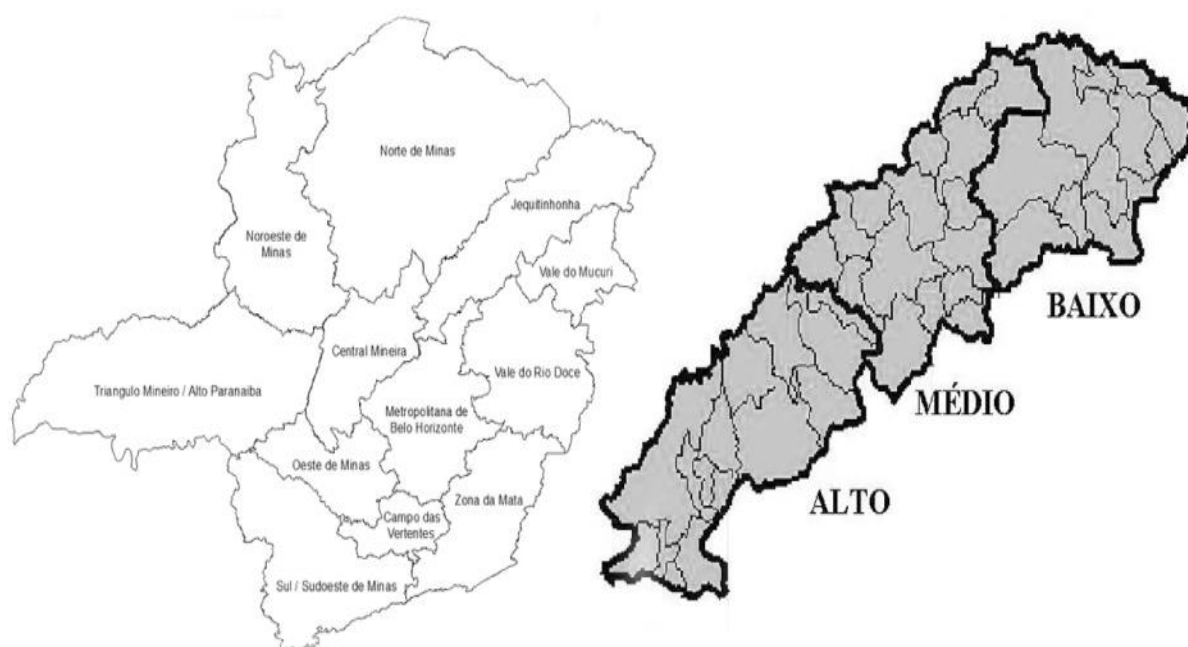 Norte de Minas
Jequitinhonha
Noroeste de
Minas
Vale do Mucuri
Central Mineira
Vale do Rio Doce
Triangulo Mineiro / Alto Paranaiba
Metropolitana de
Belo Horizonte
Oeste de Minas
Zona da Mata
Campo das
Vertentes
Sul / Sudoeste de Minas
BAIXO
MÉDIO
ALTO